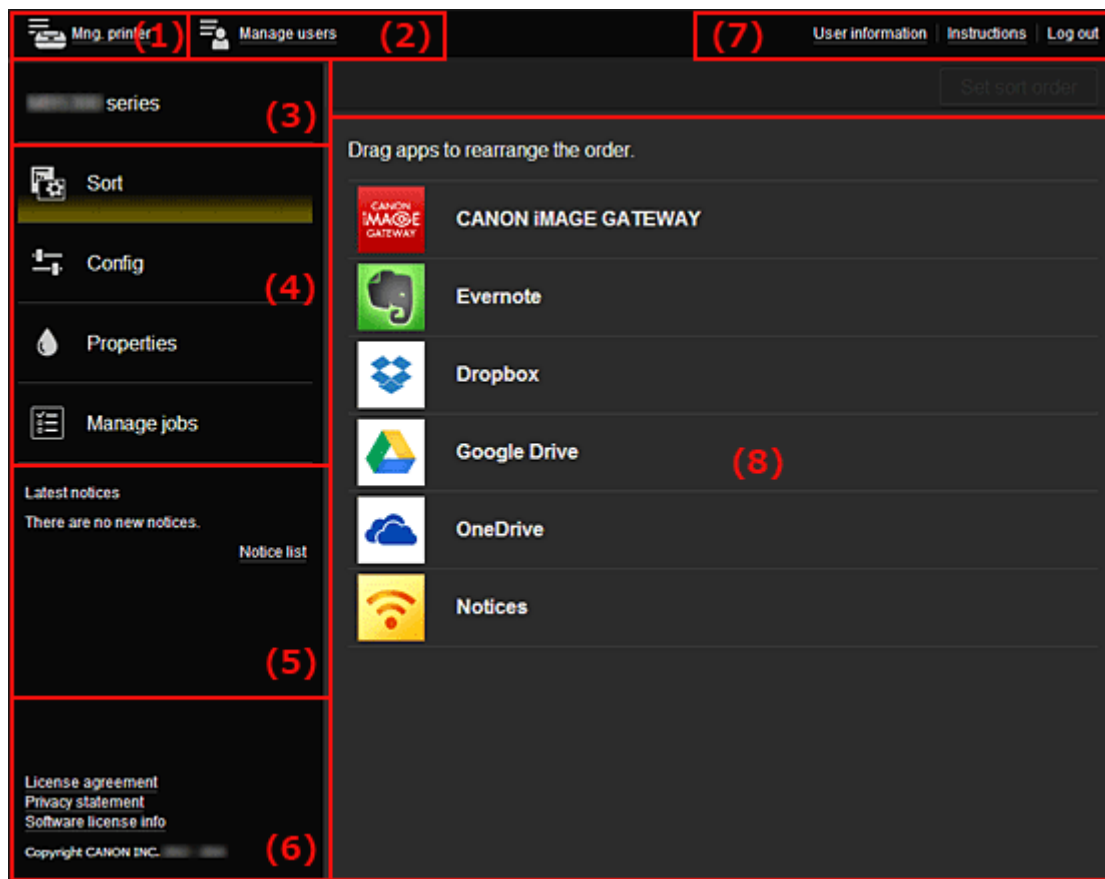 Mng. printer (1)
Manage users (2)
(7) User information Instructions Log out
series (3)
Set sort order
Drag apps to rearrange the order.
Sort
Config
(4)
Properties
Manage jobs
CANON iMAGE GATEWAY CANON iMAGE GATEWAY
Evernote
Dropbox
Google Drive
(8)
OneDrive
Notices
Latest notices
There are no new notices.
Notice list
(5)
License agreement
Privacy statement
Software license info
Copyright CANON INC.
(6)